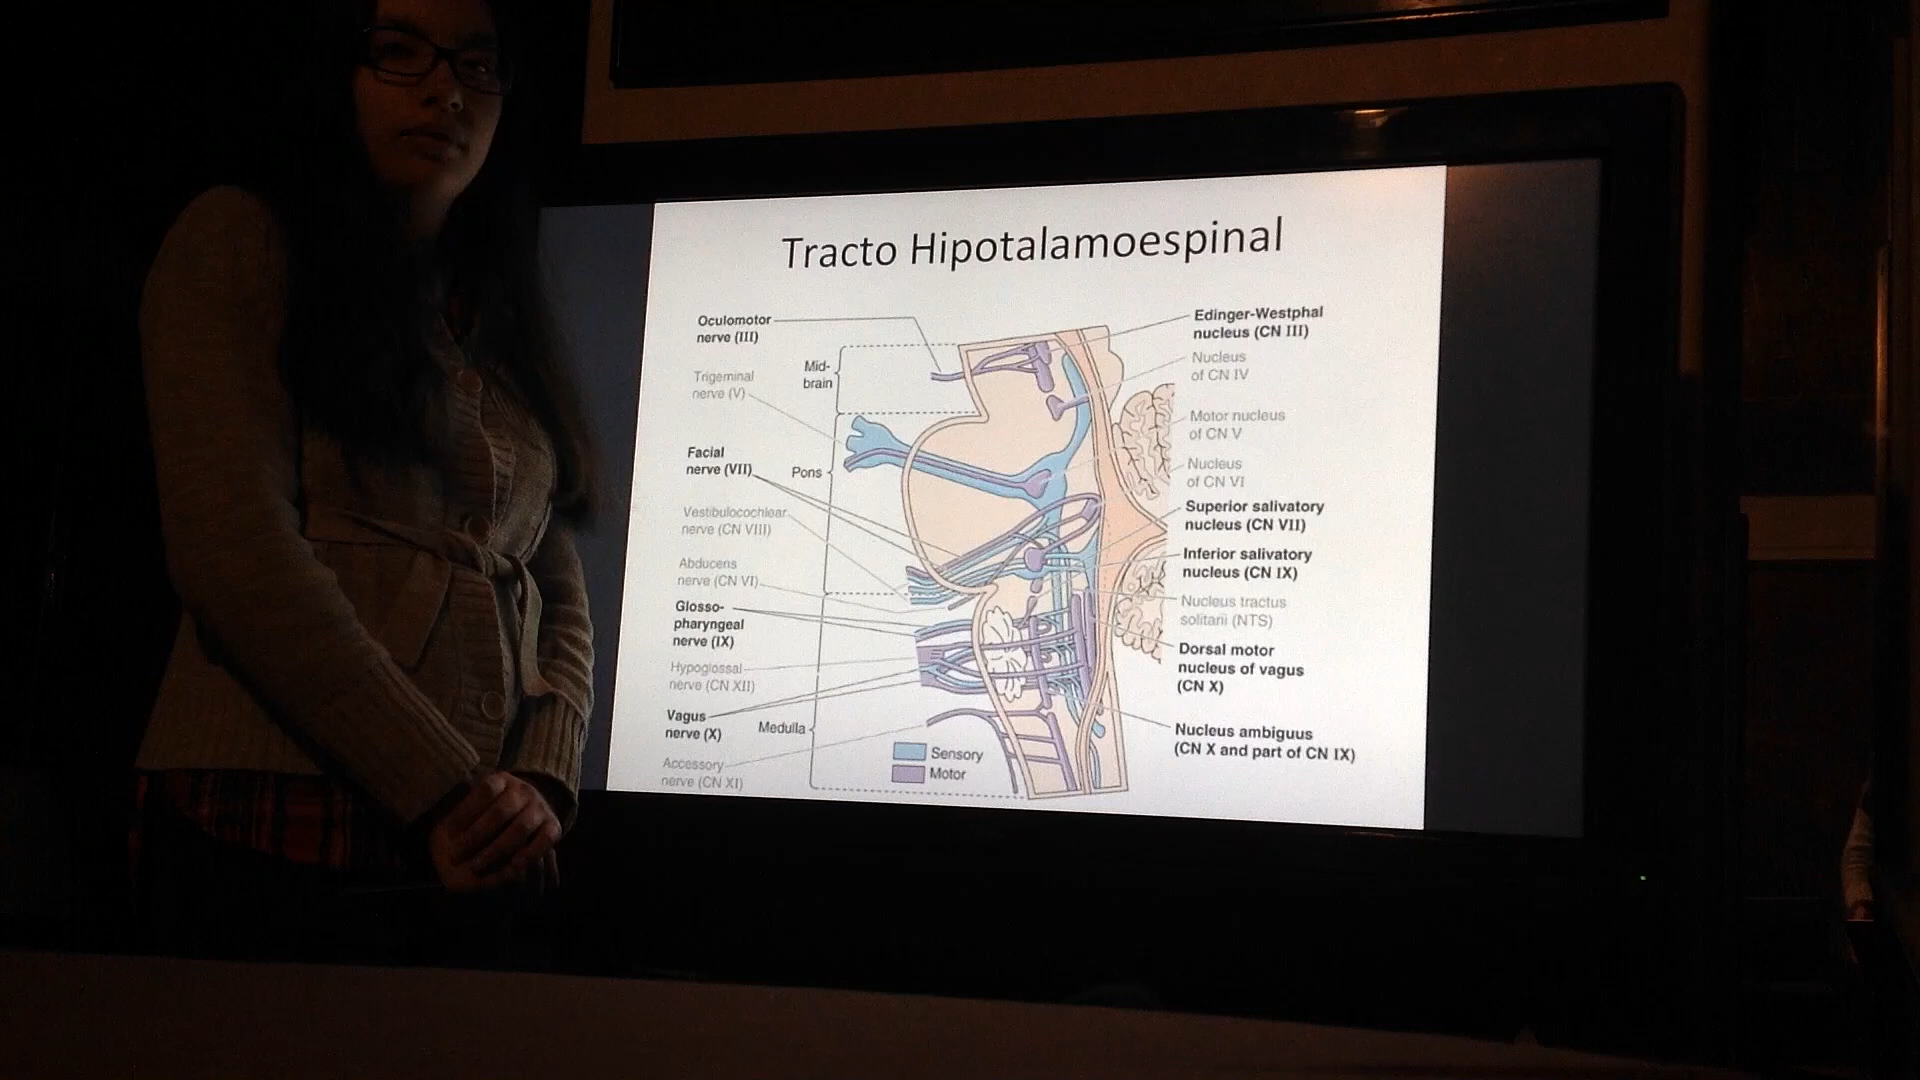 Tracto Hipotalamoespinal
Oculomotor
nerve (III)
Mid-
brain
Trigeminal
nerve (V)
Facial
nerve (VII)
Pons
Vestibulocochlear
nerve (CN VIII)
Abducens
nerve (CN VI)
Glosso-
pharyngeal
nerve (IX)
Hypoglossal
nerve (CN XII)
Vagus
nerve (X)
Medulla
Accessory
nerve (CN XI)
Sensory
Motor
Edinger-Westphal
nucleus (CN III)
Nucleus
of CN IV
Motor nucleus
of CN V
Nucleus
of CN VI
Superior salivatory
nucleus (CN VII)
Inferior salivatory
nucleus (CN IX)
Nucleus tractus
solitarii (NTS)
Dorsal motor
nucleus of vagus
(CN X)
Nucleus ambiguus
(CN X and part of CN IX)